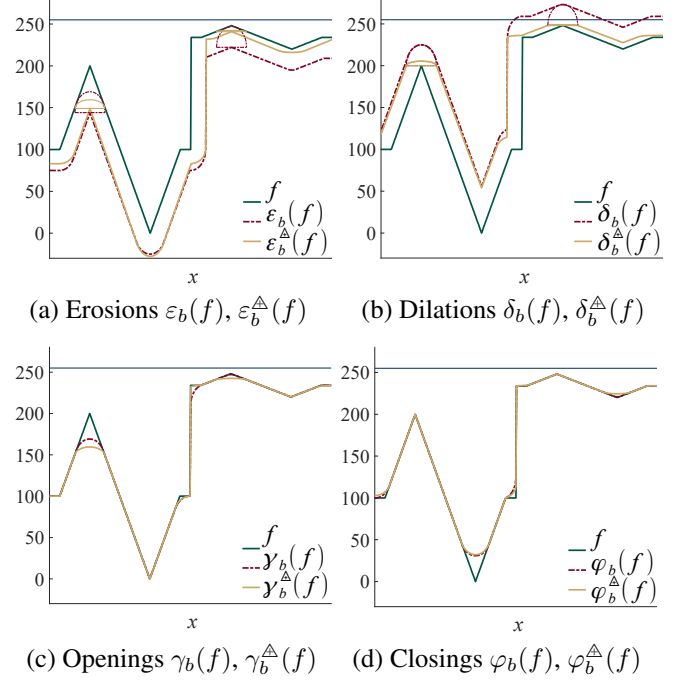 250
200
150
100
50
0
f
ε_b(f)
ε_b^⨹(f)
x
(a) Erosions ε_b(f), ε_b^⨹(f)
250
200
150
100
50
0
f
δ_b(f)
δ_b^⨹(f)
x
(b) Dilations δ_b(f), δ_b^⨹(f)
250
200
150
100
50
0
f
γ_b(f)
γ_b^⨹(f)
x
(c) Openings γ_b(f), γ_b^⨹(f)
250
200
150
100
50
0
f
φ_b(f)
φ_b^⨹(f)
x
(d) Closings φ_b(f), φ_b^⨹(f)